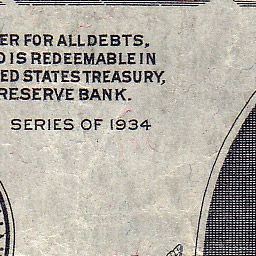 ER FOR ALL DEBTS,
D IS REDEEMABLE IN
ED STATES TREASURY,
RESERVE BANK.
SERIES OF 1934